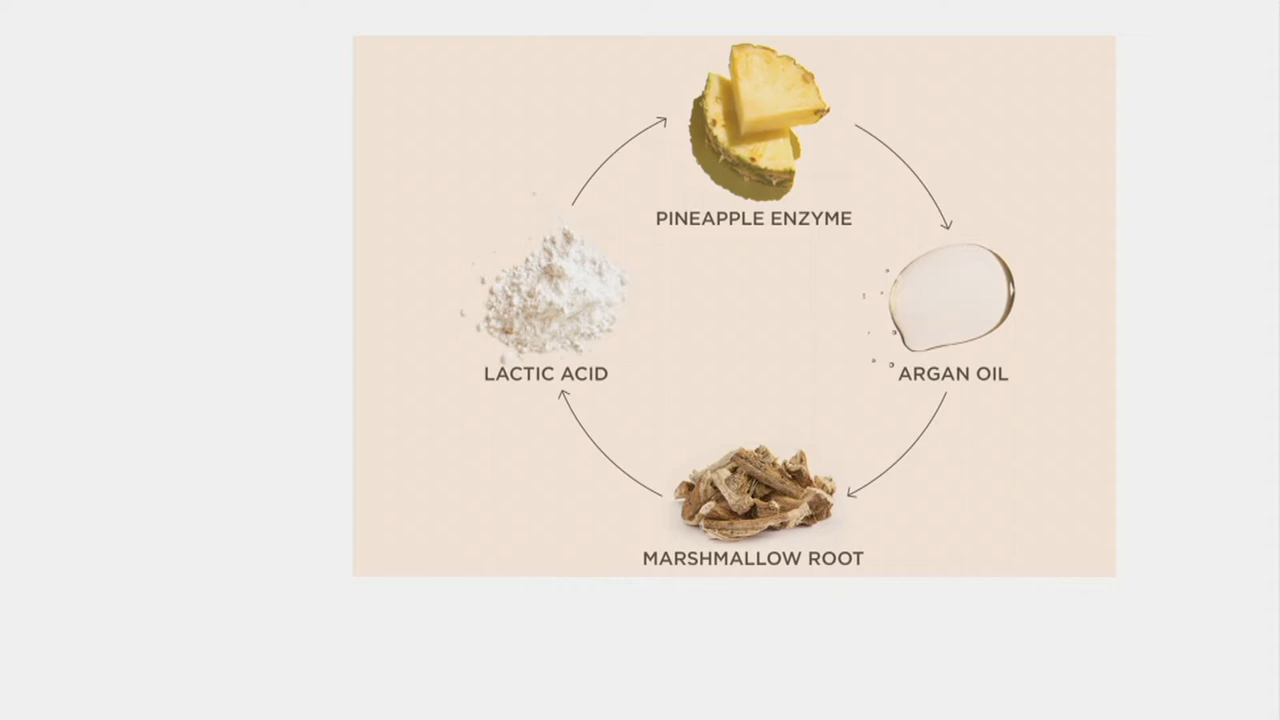 PINEAPPLE ENZYME
LACTIC ACID
ARGAN OIL
MARSHMALLOW ROOT